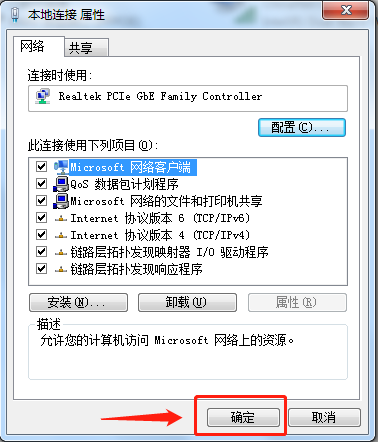 本地连接 属性
网络
共享
连接时使用:
Realtek PCIe GbE Family Controller
配置(C)...
此连接使用下列项目(O):
Microsoft 网络客户端
QoS 数据包计划程序
Microsoft 网络的文件和打印机共享
Internet 协议版本 6 (TCP/IPv6)
Internet 协议版本 4 (TCP/IPv4)
链路层拓扑发现映射器 I/O 驱动程序
链路层拓扑发现响应程序
安装(N)...
卸载(U)
属性(R)
描述
允许您的计算机访问 Microsoft 网络上的资源。
确定
取消